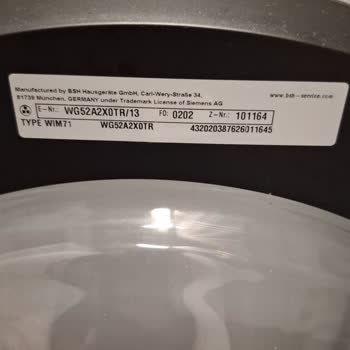 Manufactured by BSH Hausgeräte GmbH, Carl-Wery-Straße 34,
81739 München, GERMANY under Trademark License of Siemens AG
www.bsh-service.com
E-Nr.: WG52A2X0TR/13 FD: 0202 Z-Nr.: 101164
TYPE WIM71 WG52A2X0TR 432020387626011645